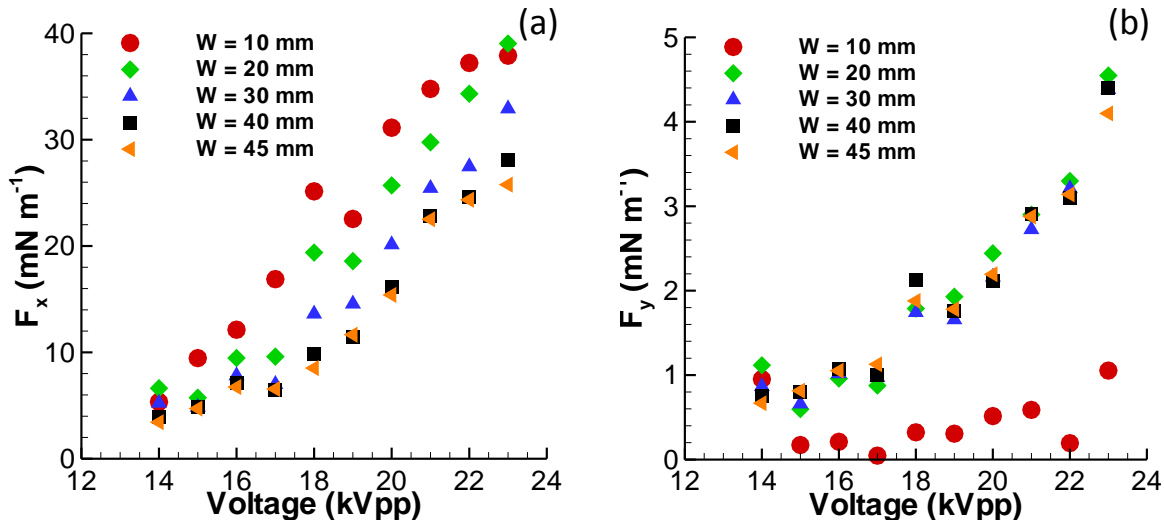 (a)
40
30
20
10
0
F_x (mN m⁻¹)
W = 10 mm
W = 20 mm
W = 30 mm
W = 40 mm
W = 45 mm
12 14 16 18 20 22 24
Voltage (kVpp)
(b)
5
4
3
2
1
0
F_y (mN m⁻¹)
W = 10 mm
W = 20 mm
W = 30 mm
W = 40 mm
W = 45 mm
12 14 16 18 20 22 24
Voltage (kVpp)